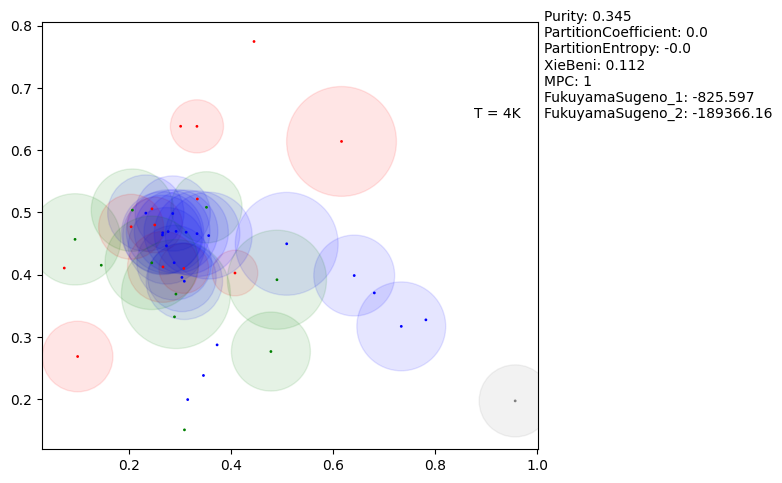 Purity: 0.345
PartitionCoefficient: 0.0
PartitionEntropy: -0.0
XieBeni: 0.112
MPC: 1
FukuyamaSugeno_1: -825.597
FukuyamaSugeno_2: -189366.16
T = 4K
0.8
0.7
0.6
0.5
0.4
0.3
0.2
0.2 0.4 0.6 0.8 1.0